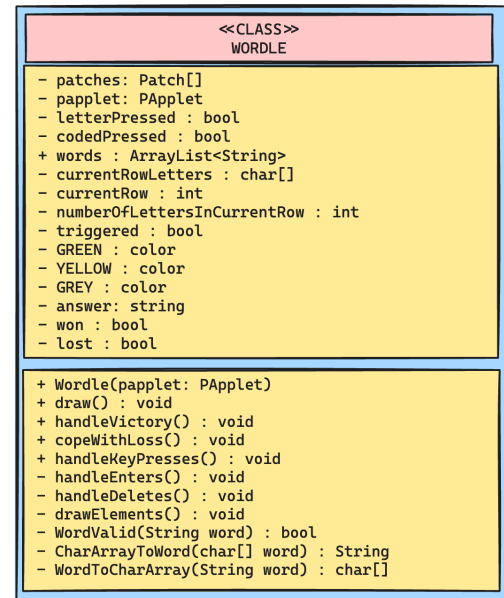 <<CLASS>>
WORDLE
- patches: Patch[]
- papplet: PApplet
- letterPressed : bool
- codedPressed : bool
+ words : ArrayList<String>
- currentRowLetters : char[]
- currentRow : int
- numberOfLettersInCurrentRow : int
- triggered : bool
- GREEN : color
- YELLOW : color
- GREY : color
- answer: string
- won : bool
- lost : bool
+ Wordle(papplet: PApplet)
+ draw() : void
+ handleVictory() : void
+ copeWithLoss() : void
+ handleKeyPresses() : void
- handleEnters() : void
- handleDeletes() : void
- drawElements() : void
- WordValid(String word) : bool
- CharArrayToWord(char[] word) : String
- WordToCharArray(String word) : char[]